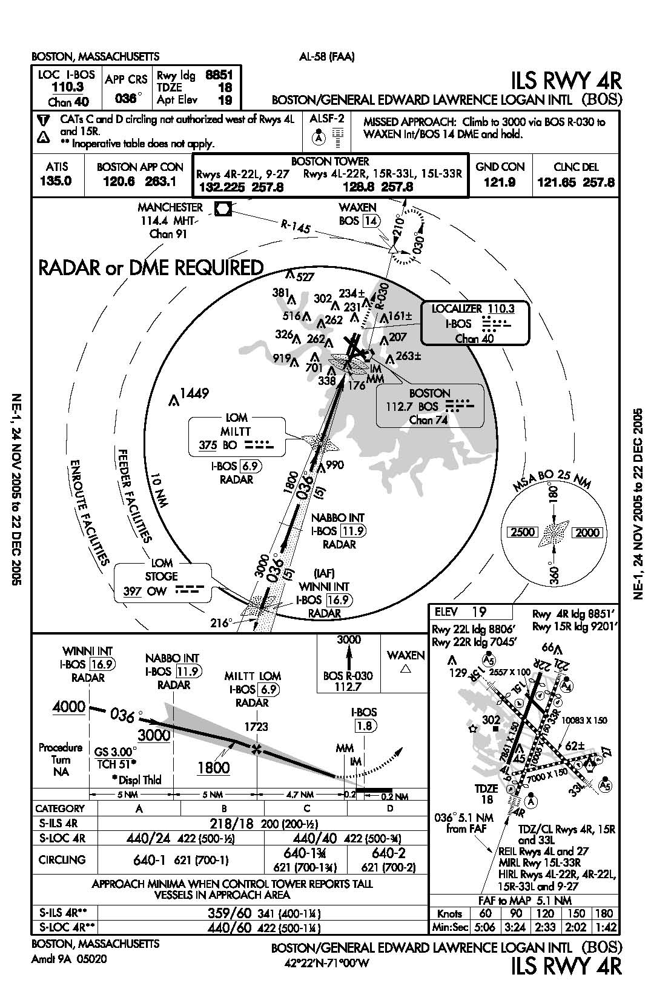 BOSTON, MASSACHUSETTS
AL-58 (FAA)
ILS RWY 4R
BOSTON/GENERAL EDWARD LAWRENCE LOGAN INTL (BOS)
LOC I-BOS
110.3
Chan 40
APP CRS
036°
Rwy ldg 8851
TDZE 18
Apt Elev 19
T
A
CATs C and D circling not authorized west of Rwys 4L
and 15R.
** Inoperative table does not apply.
ALSF-2
A
MISSED APPROACH: Climb to 3000 via BOS R-030 to
WAXEN Int/BOS 14 DME and hold.
ATIS
135.0
BOSTON APP CON
120.6 263.1
BOSTON TOWER
Rwys 4R-22L, 9-27 Rwys 4L-22R, 15R-33L, 15L-33R
132.225 257.8 128.8 257.8
GND CON
121.9
CLNC DEL
121.65 257.8
MANCHESTER
114.4 MHT
Chan 91
R-145
WAXEN
BOS 14
210°
030°
RADAR or DME REQUIRED
527
381
302
234±
231
R-030
516
262
161±
326
262
207
919
701
263±
338
176
IM
MM
LOCALIZER 110.3
I-BOS
Chan 40
BOSTON
112.7 BOS
Chan 74
1449
LOM
MILTT
375 BO
I-BOS 6.9
RADAR
990
1800
036°
(5)
NABBO INT
I-BOS 11.9
RADAR
3000
036°
(5)
(IAF)
WINNI INT
I-BOS 16.9
RADAR
LOM
STOGE
397 OW
216°
10 NM
FEEDER FACILITIES
ENROUTE FACILITIES
MSA BO 25 NM
180°
2500
2000
360°
NE-1, 24 NOV 2005 to 22 DEC 2005
NE-1, 24 NOV 2005 to 22 DEC 2005
WINNI INT
I-BOS 16.9
RADAR
NABBO INT
I-BOS 11.9
RADAR
MILTT LOM
I-BOS 6.9
RADAR
3000
BOS R-030
112.7
WAXEN
4000
036°
3000
1723
1800
I-BOS
1.8
MM
IM
Procedure
Turn
NA
GS 3.00°
TCH 51*
*Displ Thld
5 NM
5 NM
4.7 NM
0.2
0.2 NM
CATEGORY A B C D
S-ILS 4R 218/18 200 (200-½)
S-LOC 4R 440/24 422 (500-½) 440/40 422 (500-¾)
CIRCLING 640-1 621 (700-1) 640-1¾ 621 (700-1¾) 640-2 621 (700-2)
APPROACH MINIMA WHEN CONTROL TOWER REPORTS TALL
VESSELS IN APPROACH AREA
S-ILS 4R** 359/60 341 (400-1¼)
S-LOC 4R** 440/60 422 (500-1¼)
ELEV 19
Rwy 4R ldg 8851'
Rwy 15R ldg 9201'
Rwy 22L ldg 8806'
Rwy 22R ldg 7045'
129
15R
A5
2557 X 100
15L
66
22R
22L
A4
33R
302
10083 X 150
7861 X 150
10005 X 150
45
62±
27
4L
9
7000 X 150
33L
A5
TDZE
18
A
4R
036° 5.1 NM
from FAF
TDZ/CL Rwys 4R, 15R
and 33L
REIL Rwys 4L and 27
MIRL Rwy 15L-33R
HIRL Rwys 4L-22R, 4R-22L,
15R-33L and 9-27
FAF to MAP 5.1 NM
Knots 60 90 120 150 180
Min:Sec 5:06 3:24 2:33 2:02 1:42
BOSTON, MASSACHUSETTS
Amdt 9A 05020
42°22'N-71°00'W
BOSTON/GENERAL EDWARD LAWRENCE LOGAN INTL (BOS)
ILS RWY 4R